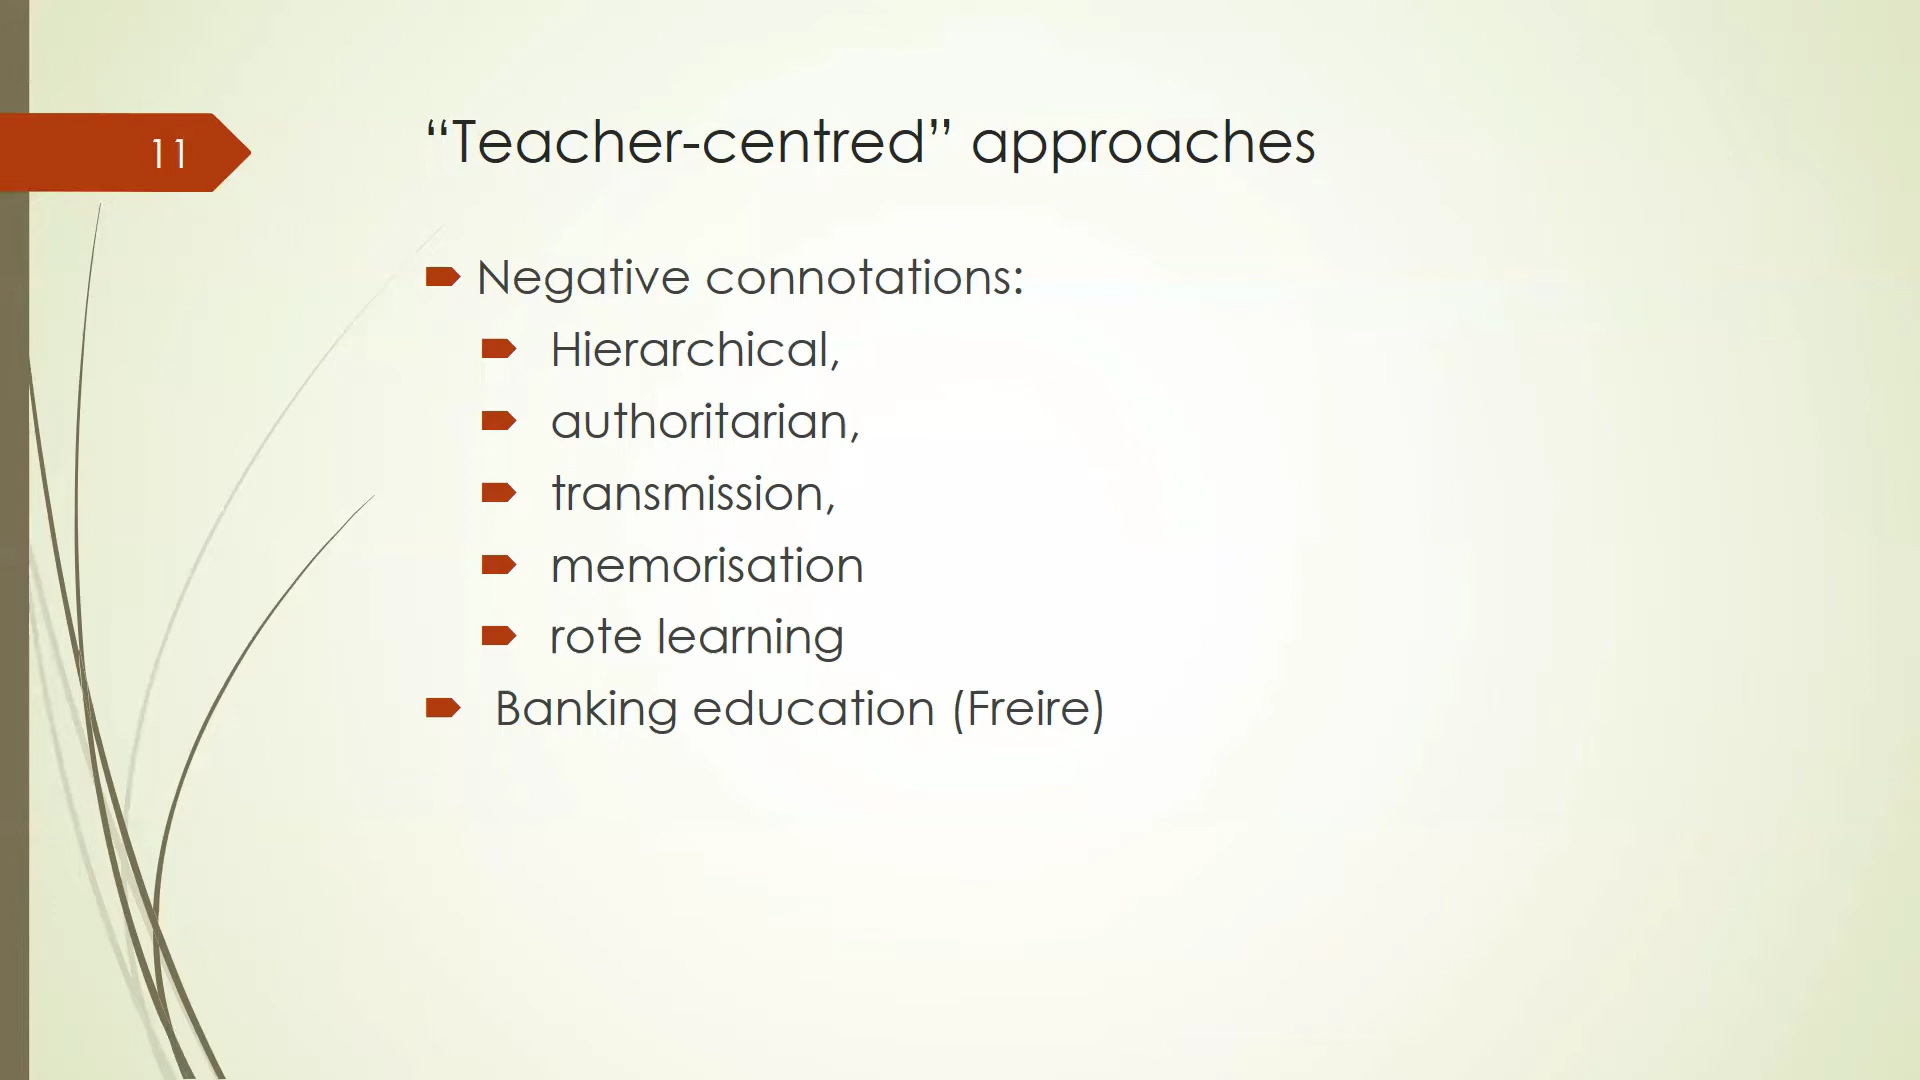 11
“Teacher-centred” approaches
Negative connotations:
Hierarchical,
authoritarian,
transmission,
memorisation
rote learning
Banking education (Freire)